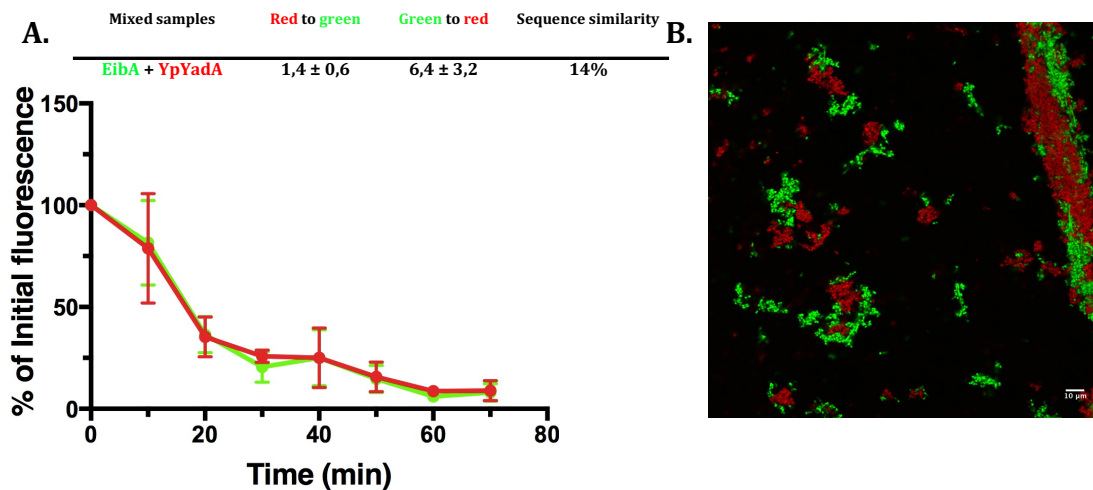 A.
Mixed samples Red to green Green to red Sequence similarity
EibA + YpYadA 1,4 ± 0,6 6,4 ± 3,2 14%
% of Initial fluorescence
150
100
50
0
0 20 40 60 80
Time (min)
B.
10 µm